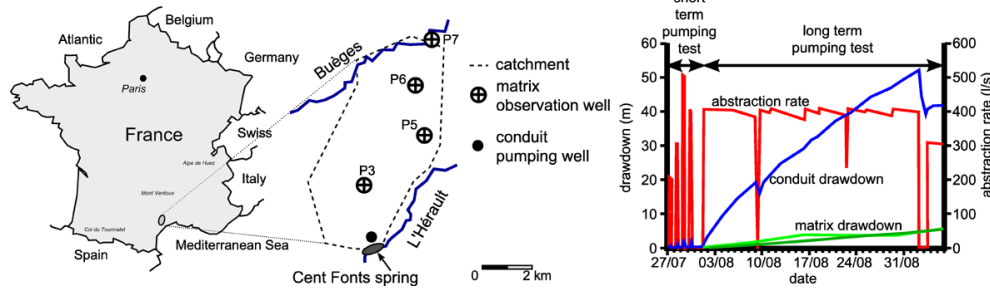 Belgium
Atlantic
Germany
Paris
France
Swiss
Alpe de Huez
Italy
Mont Ventoux
Col du Tourmalet
Mediterranean Sea
Spain
Buèges
P7
P6
P5
P3
L'Hérault
Cent Fonts spring
catchment
matrix
observation well
conduit
pumping well
0 2 km
short
term
pumping
test
long term
pumping test
60
50
40
30
20
10
0
drawdown (m)
600
500
400
300
200
100
0
abstraction rate (l/s)
abstraction rate
conduit drawdown
matrix drawdown
27/07 03/08 10/08 17/08 24/08 31/08
date